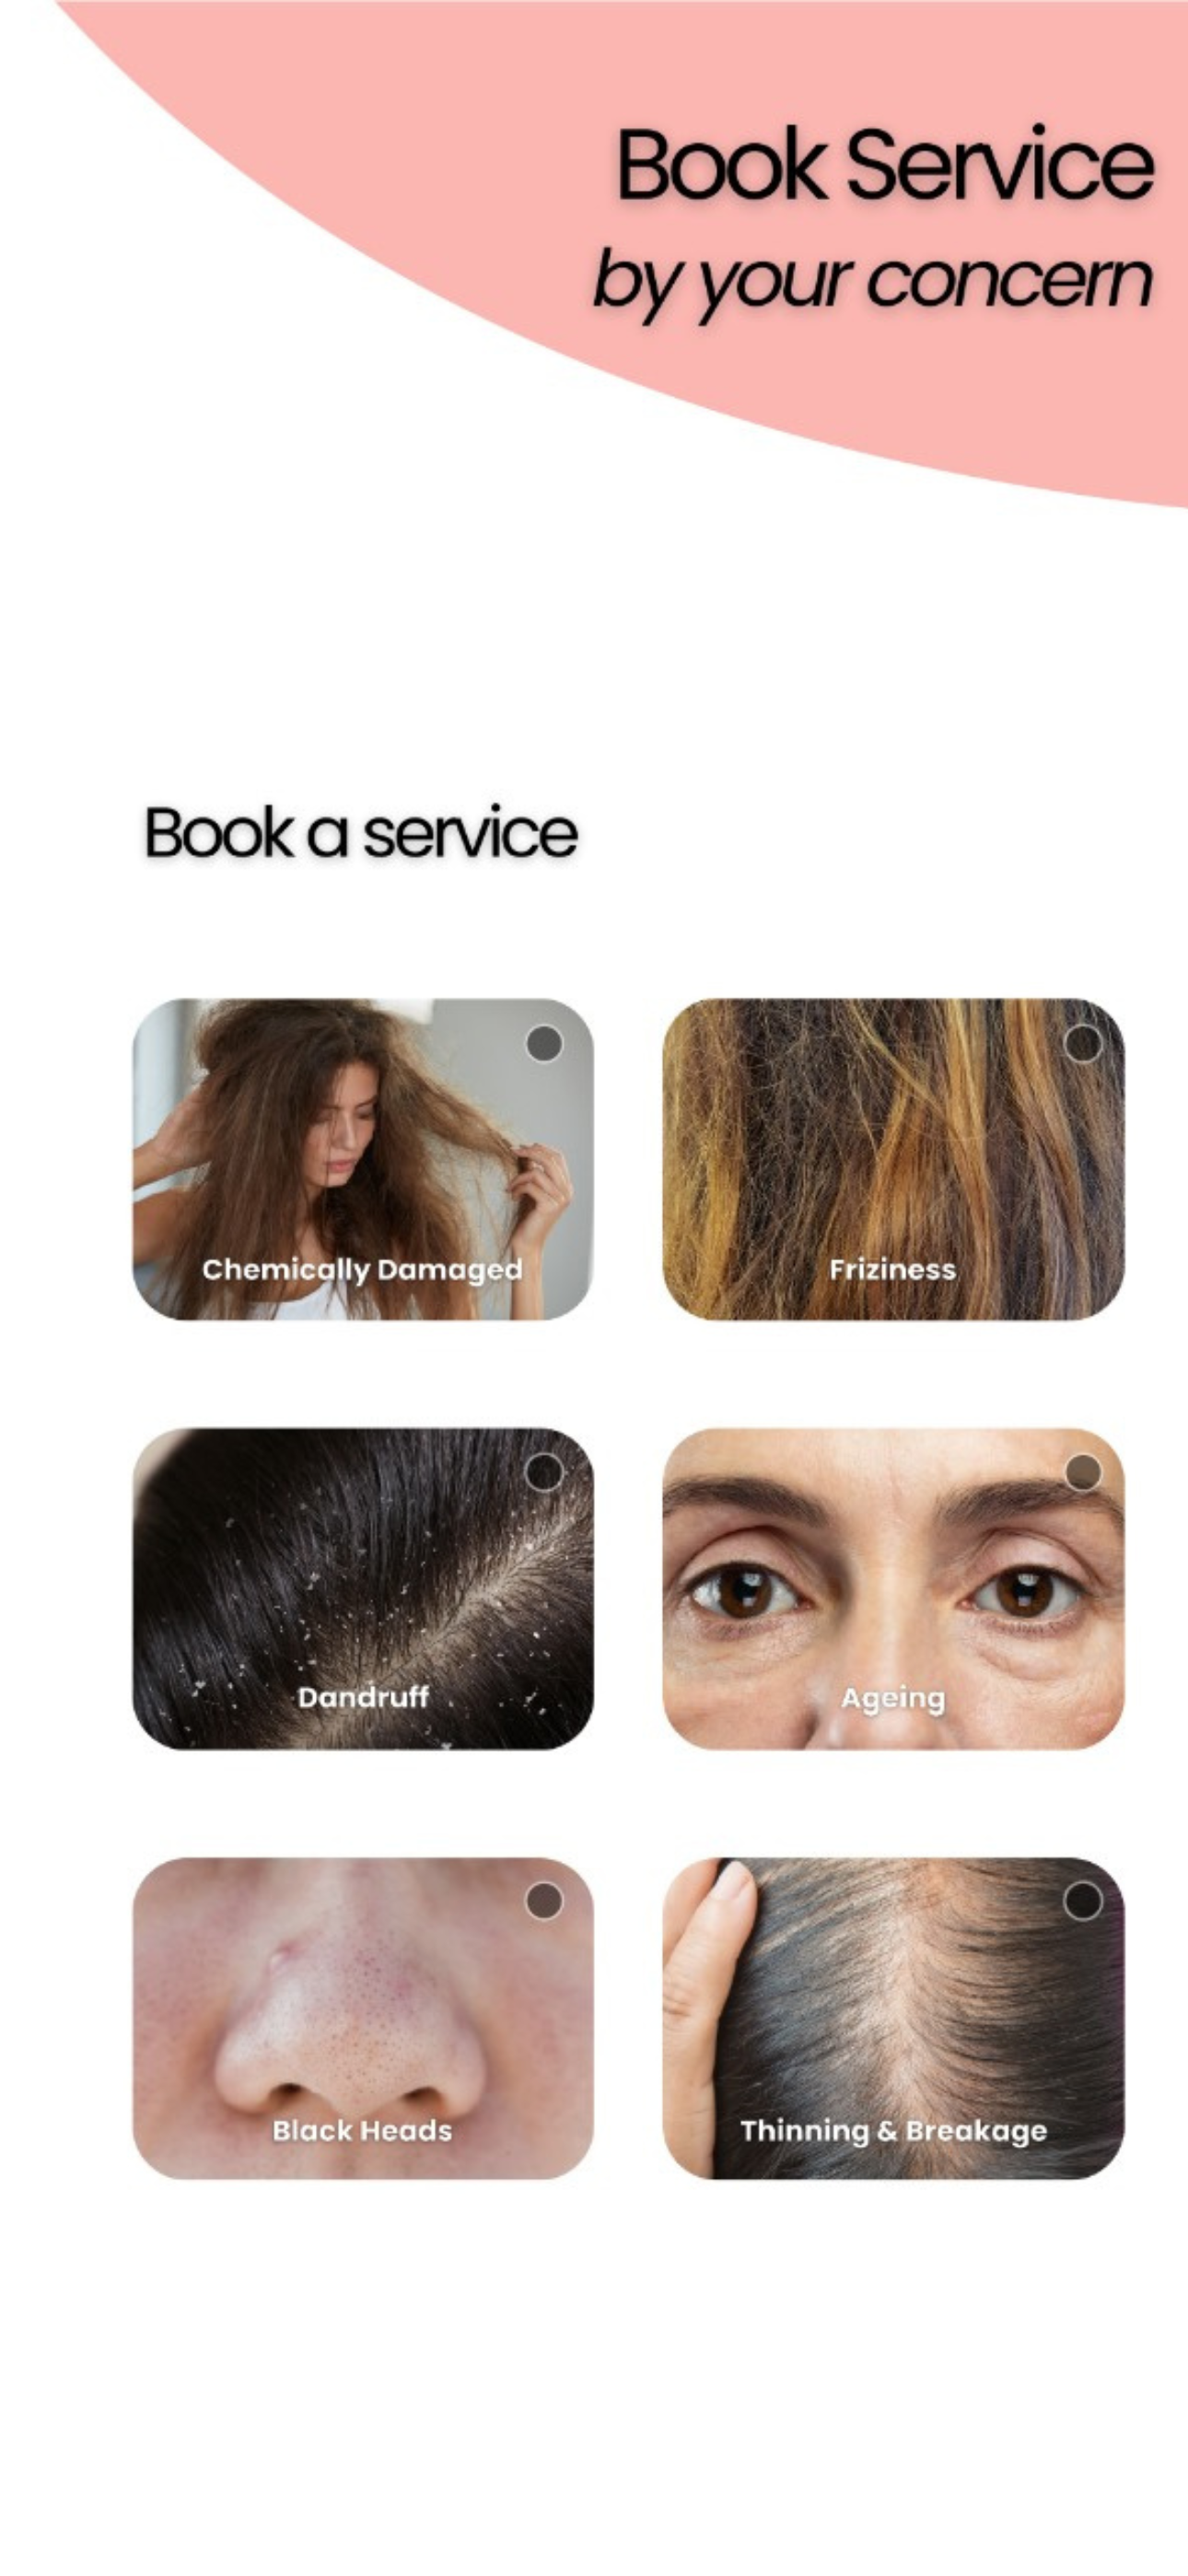 Book Service
by your concern
Book a service
Chemically Damaged
Friziness
Dandruff
Ageing
Black Heads
Thinning & Breakage